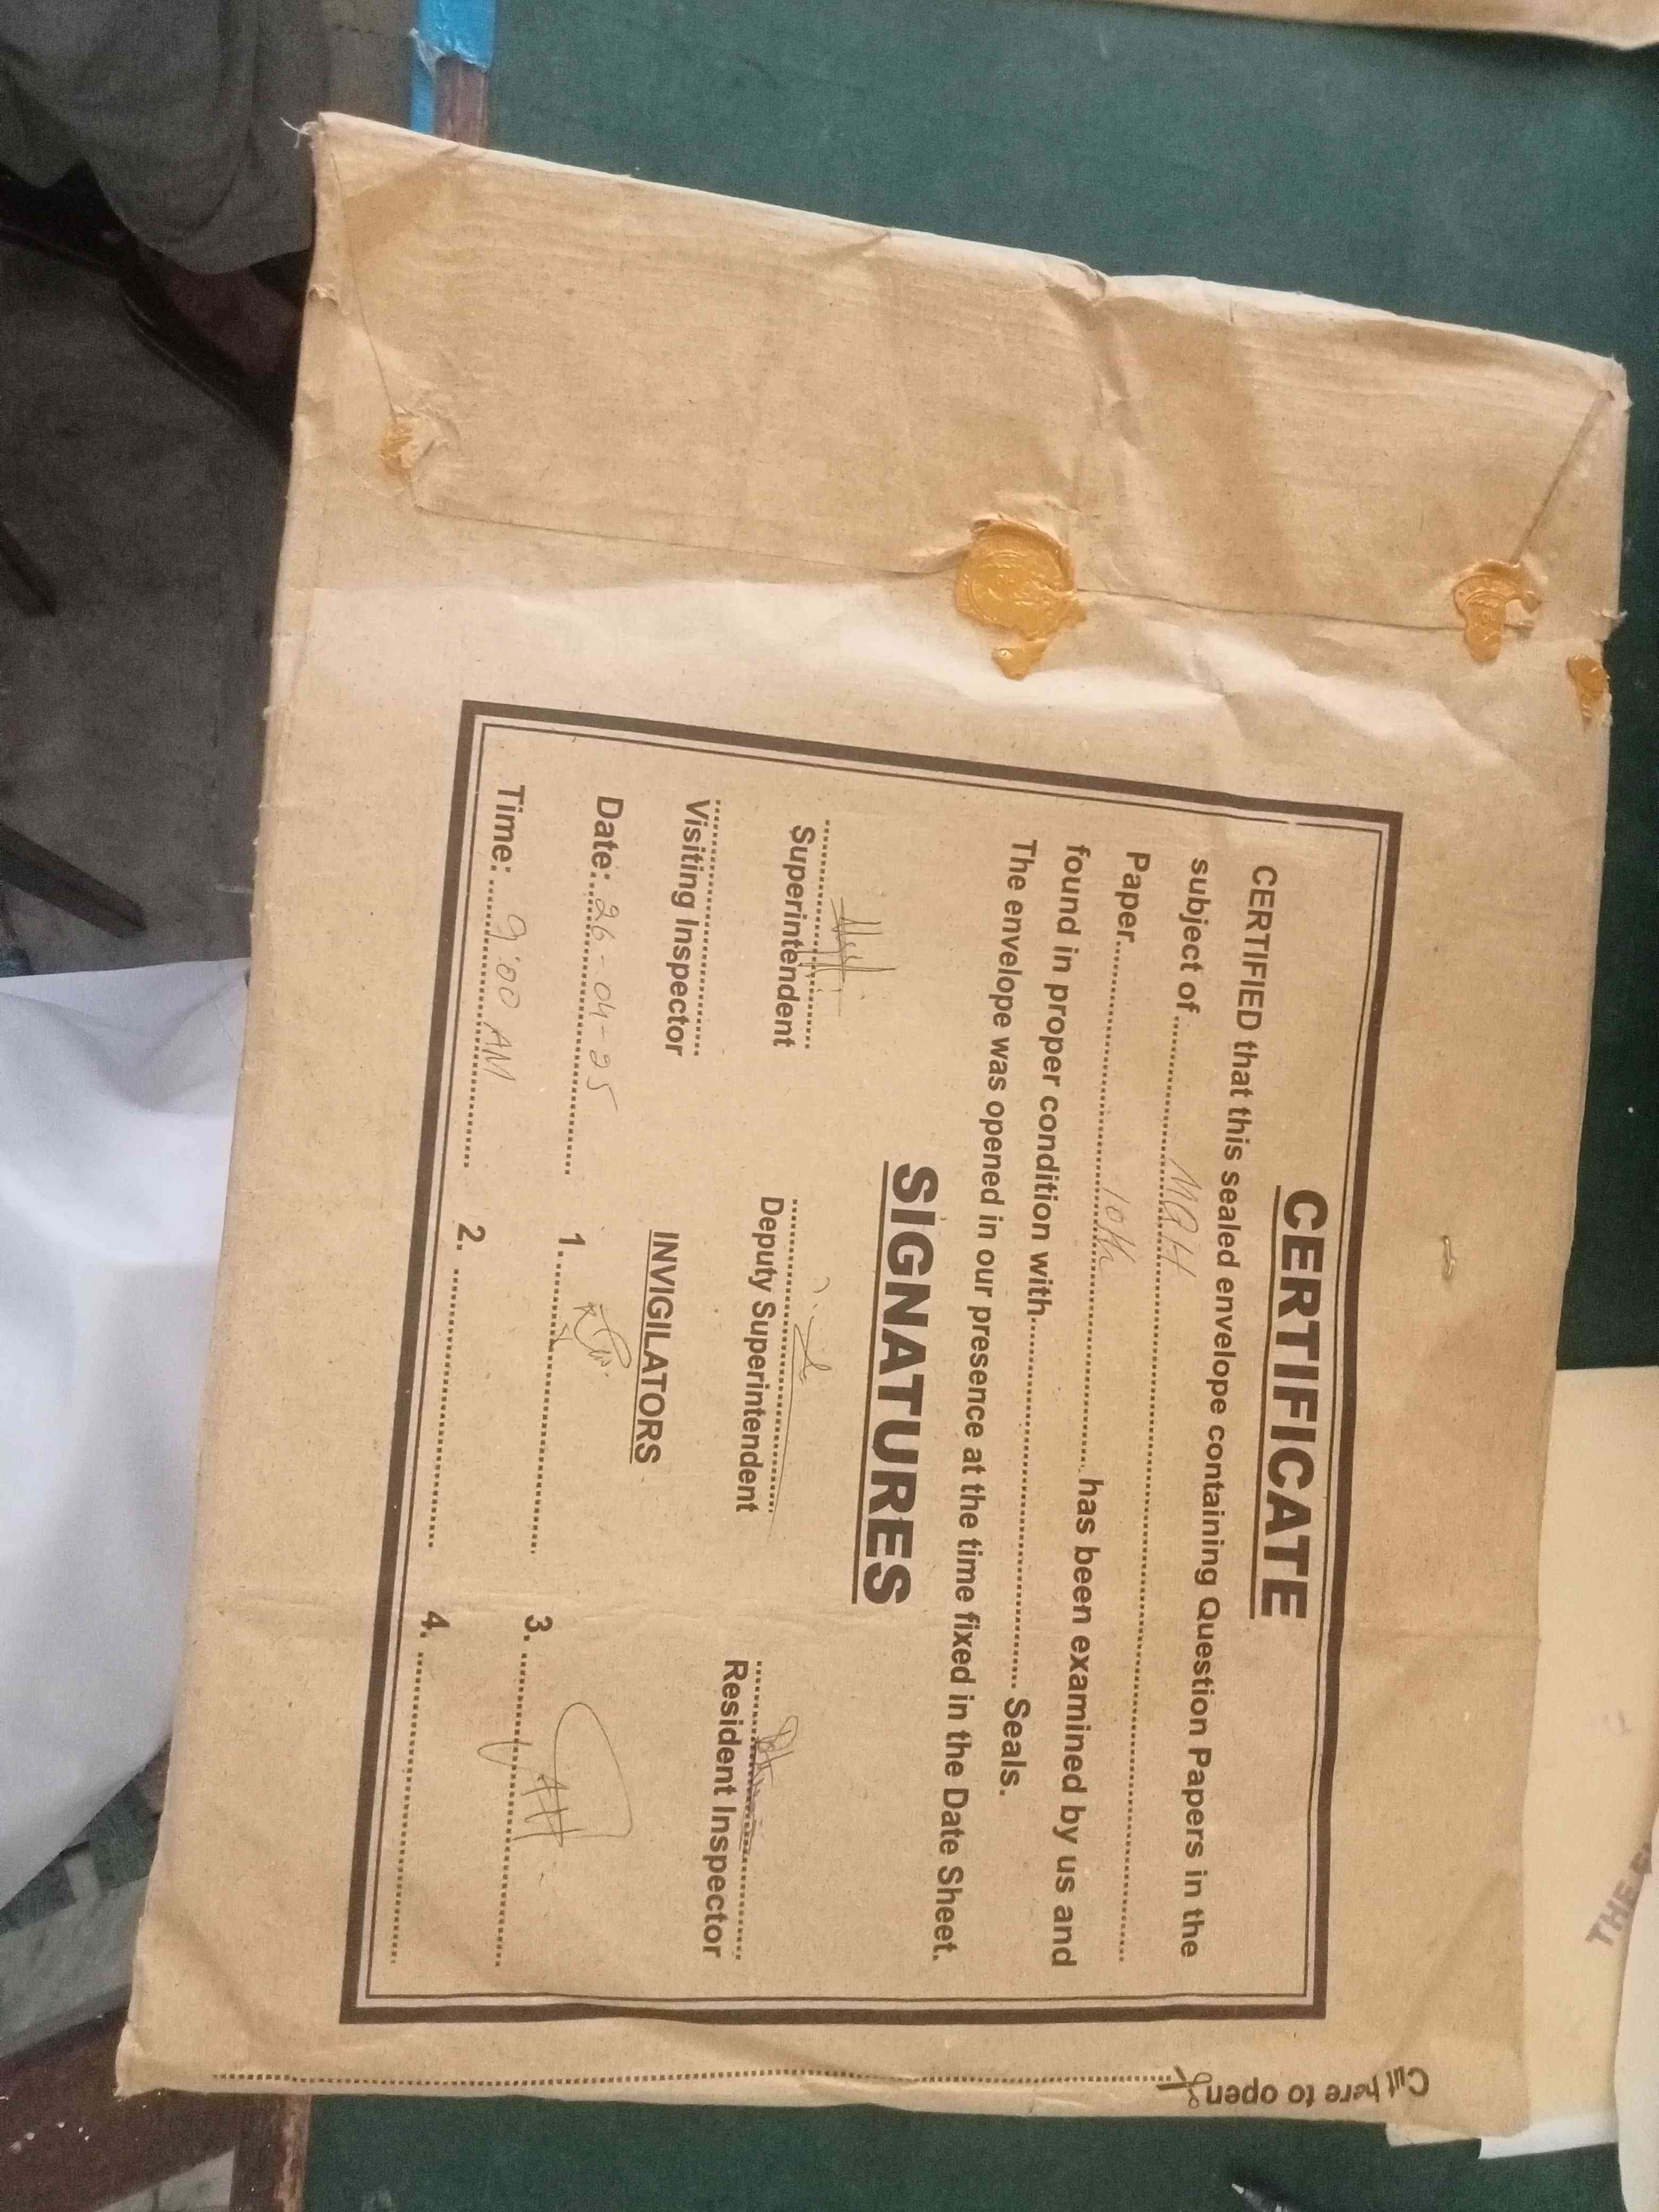 CERTIFICATE
CERTIFIED that this sealed envelope containing Question Papers in the
subject of ........ MQH ........
Paper ........ 10th ........ has been examined by us and
found in proper condition with ........ Seals.
The envelope was opened in our presence at the time fixed in the Date Sheet.
SIGNATURES
Superintendent Deputy Superintendent Resident Inspector
Visiting Inspector INVIGILATORS
Date: 26-04-25 1. ........ 3. ........
Time: 9:00 AM 2. ........ 4. ........
Cut here to open
THE